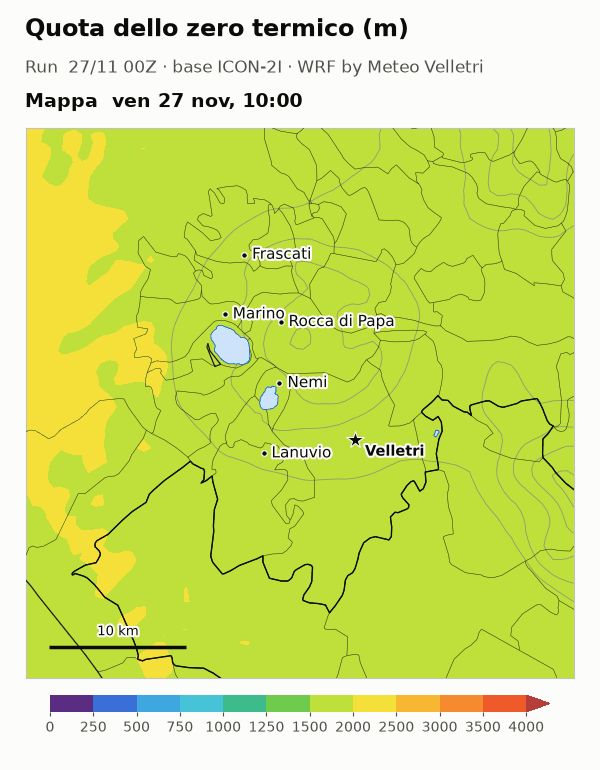 Quota dello zero termico (m)
Run  27/11 00Z · base ICON-2I · WRF by Meteo Velletri
Mappa  ven 27 nov, 10:00
Frascati
Marino
Rocca di Papa
Nemi
Velletri
Lanuvio
10 km
0 250 500 750 1000 1250 1500 2000 2500 3000 3500 4000